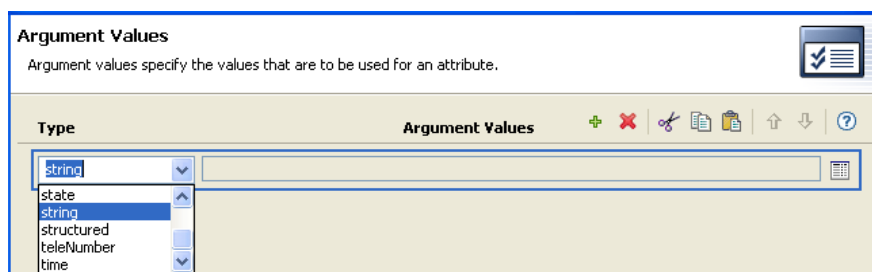 Argument Values
Argument values specify the values that are to be used for an attribute.
Type Argument Values
string
state
string
structured
teleNumber
time